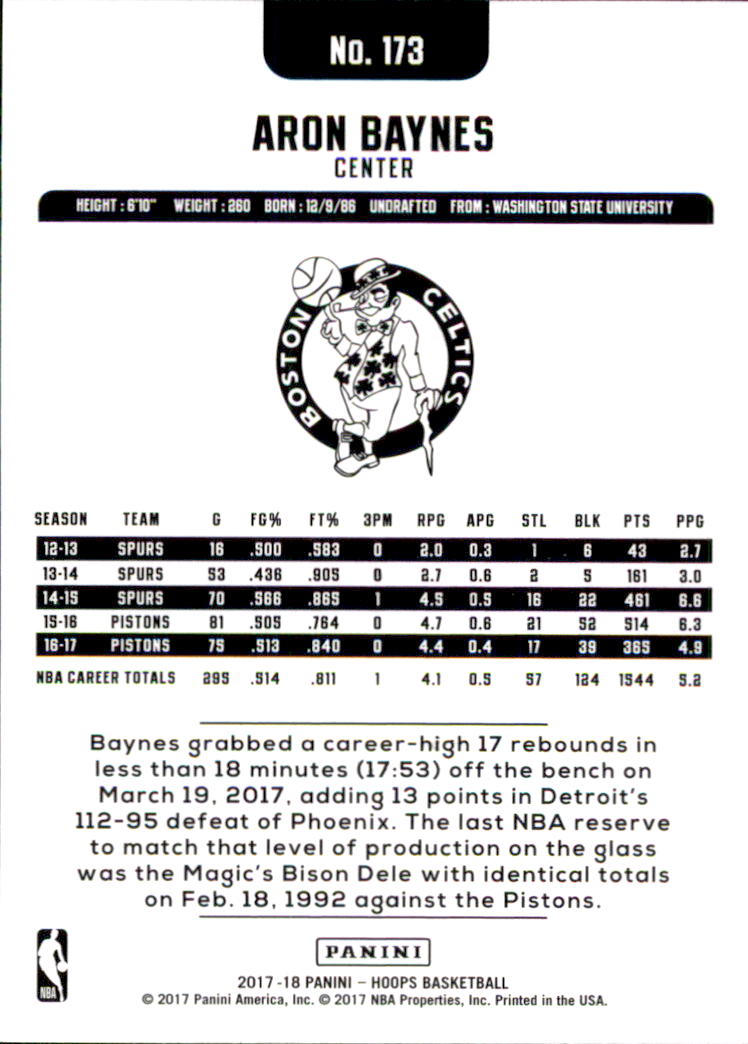 No. 173
ARON BAYNES
CENTER
HEIGHT : 6'10" WEIGHT : 260 BORN : 12/9/86 UNDRAFTED FROM : WASHINGTON STATE UNIVERSITY
BOSTON CELTICS
SEASON TEAM G FG% FT% 3PM RPG APG STL BLK PTS PPG
12-13 SPURS 16 .500 .583 0 2.0 0.3 1 6 43 2.7
13-14 SPURS 53 .436 .905 0 2.7 0.6 2 5 161 3.0
14-15 SPURS 70 .566 .865 1 4.5 0.5 16 22 461 6.6
15-16 PISTONS 81 .505 .764 0 4.7 0.6 21 52 514 6.3
16-17 PISTONS 75 .513 .840 0 4.4 0.4 17 39 365 4.9
NBA CAREER TOTALS 295 .514 .811 1 4.1 0.5 57 124 1544 5.2
Baynes grabbed a career-high 17 rebounds in
less than 18 minutes (17:53) off the bench on
March 19, 2017, adding 13 points in Detroit's
112-95 defeat of Phoenix. The last NBA reserve
to match that level of production on the glass
was the Magic's Bison Dele with identical totals
on Feb. 18, 1992 against the Pistons.
NBA
PANINI
2017-18 PANINI – HOOPS BASKETBALL
© 2017 Panini America, Inc. © 2017 NBA Properties, Inc. Printed in the USA.